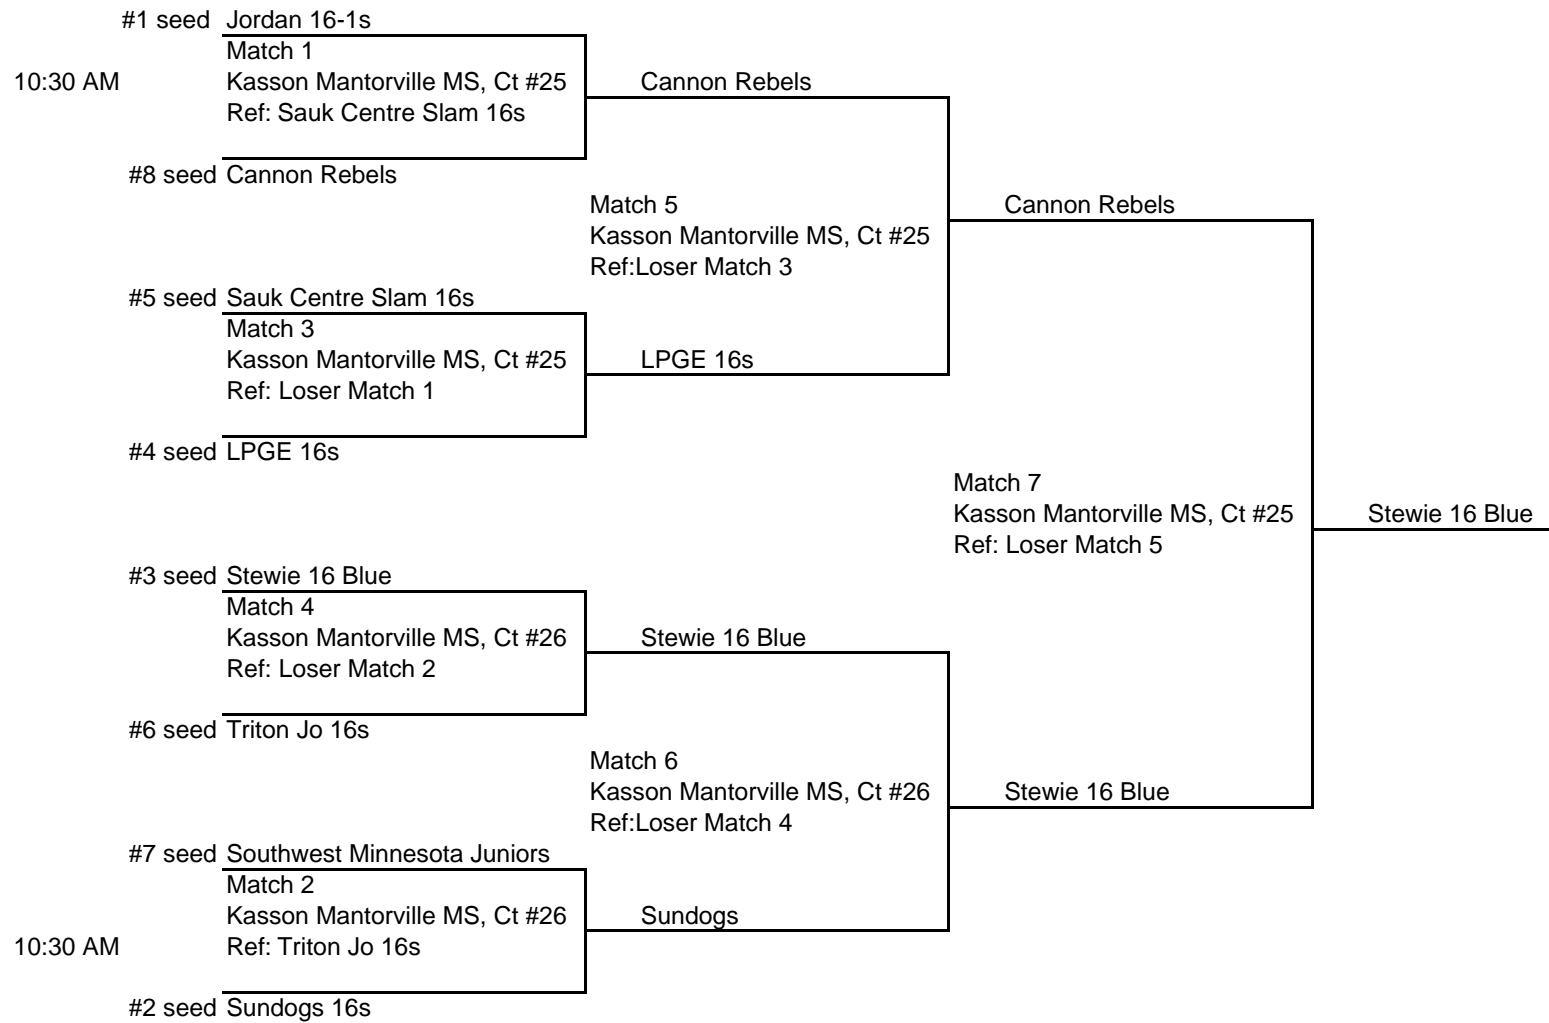 #1 seed Jordan 16-1s
Match 1
10:30 AM Kasson Mantorville MS, Ct #25 Cannon Rebels
Ref: Sauk Centre Slam 16s
#8 seed Cannon Rebels
Match 5 Cannon Rebels
Kasson Mantorville MS, Ct #25
Ref:Loser Match 3
#5 seed Sauk Centre Slam 16s
Match 3
Kasson Mantorville MS, Ct #25 LPGE 16s
Ref: Loser Match 1
#4 seed LPGE 16s
Match 7
Kasson Mantorville MS, Ct #25 Stewie 16 Blue
Ref: Loser Match 5
#3 seed Stewie 16 Blue
Match 4
Kasson Mantorville MS, Ct #26 Stewie 16 Blue
Ref: Loser Match 2
#6 seed Triton Jo 16s
Match 6
Kasson Mantorville MS, Ct #26 Stewie 16 Blue
Ref:Loser Match 4
#7 seed Southwest Minnesota Juniors
Match 2
Kasson Mantorville MS, Ct #26 Sundogs
10:30 AM Ref: Triton Jo 16s
#2 seed Sundogs 16s